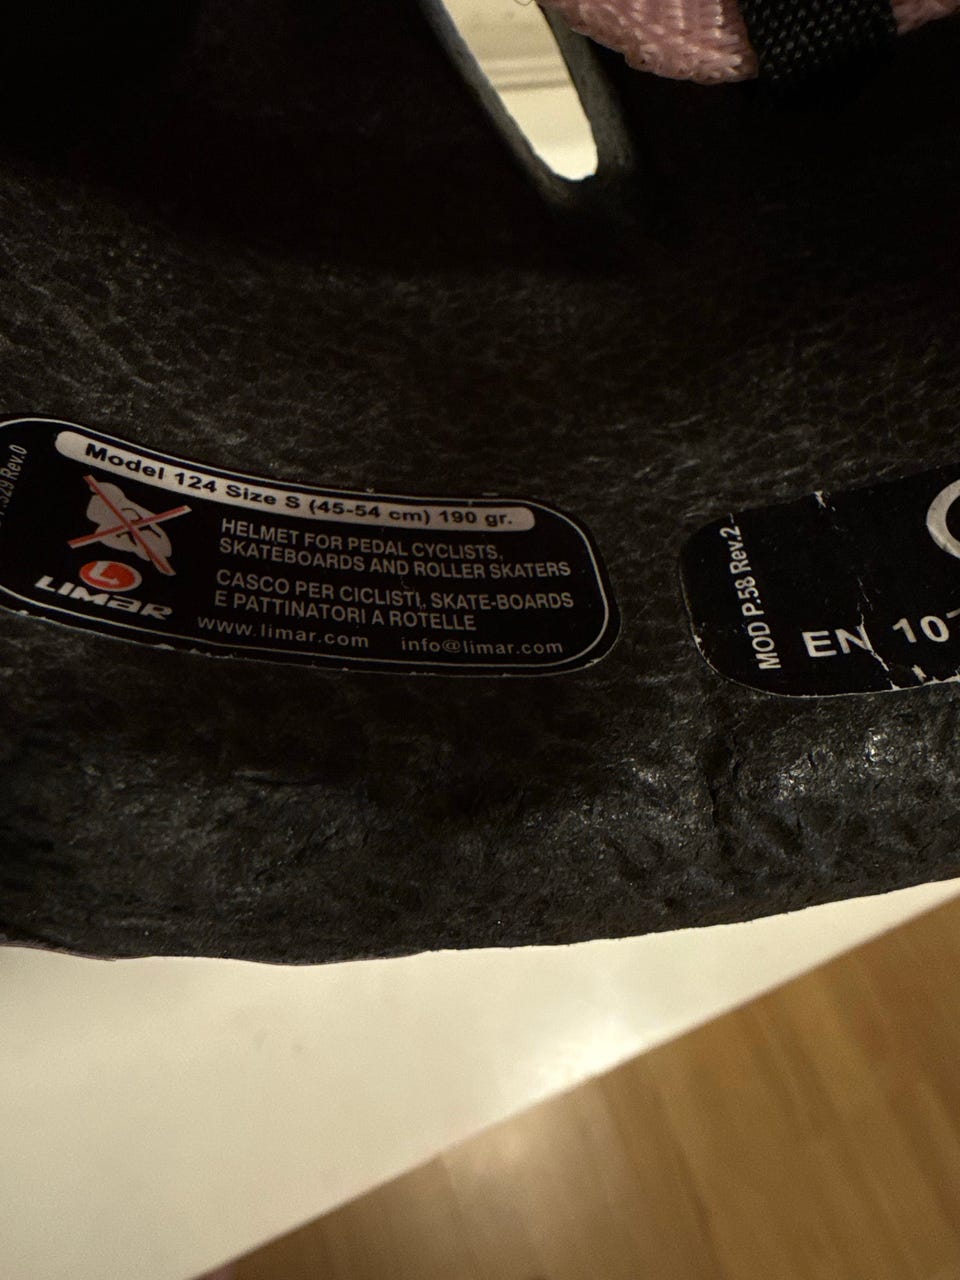 Model 124 Size S (45-54 cm) 190 gr.
HELMET FOR PEDAL CYCLISTS,
SKATEBOARDS AND ROLLER SKATERS
CASCO PER CICLISTI, SKATE-BOARDS
E PATTINATORI A ROTELLE
www.limar.com info@limar.com
LIMAR
Rev.0
MOD P.58 Rev.2
EN 107